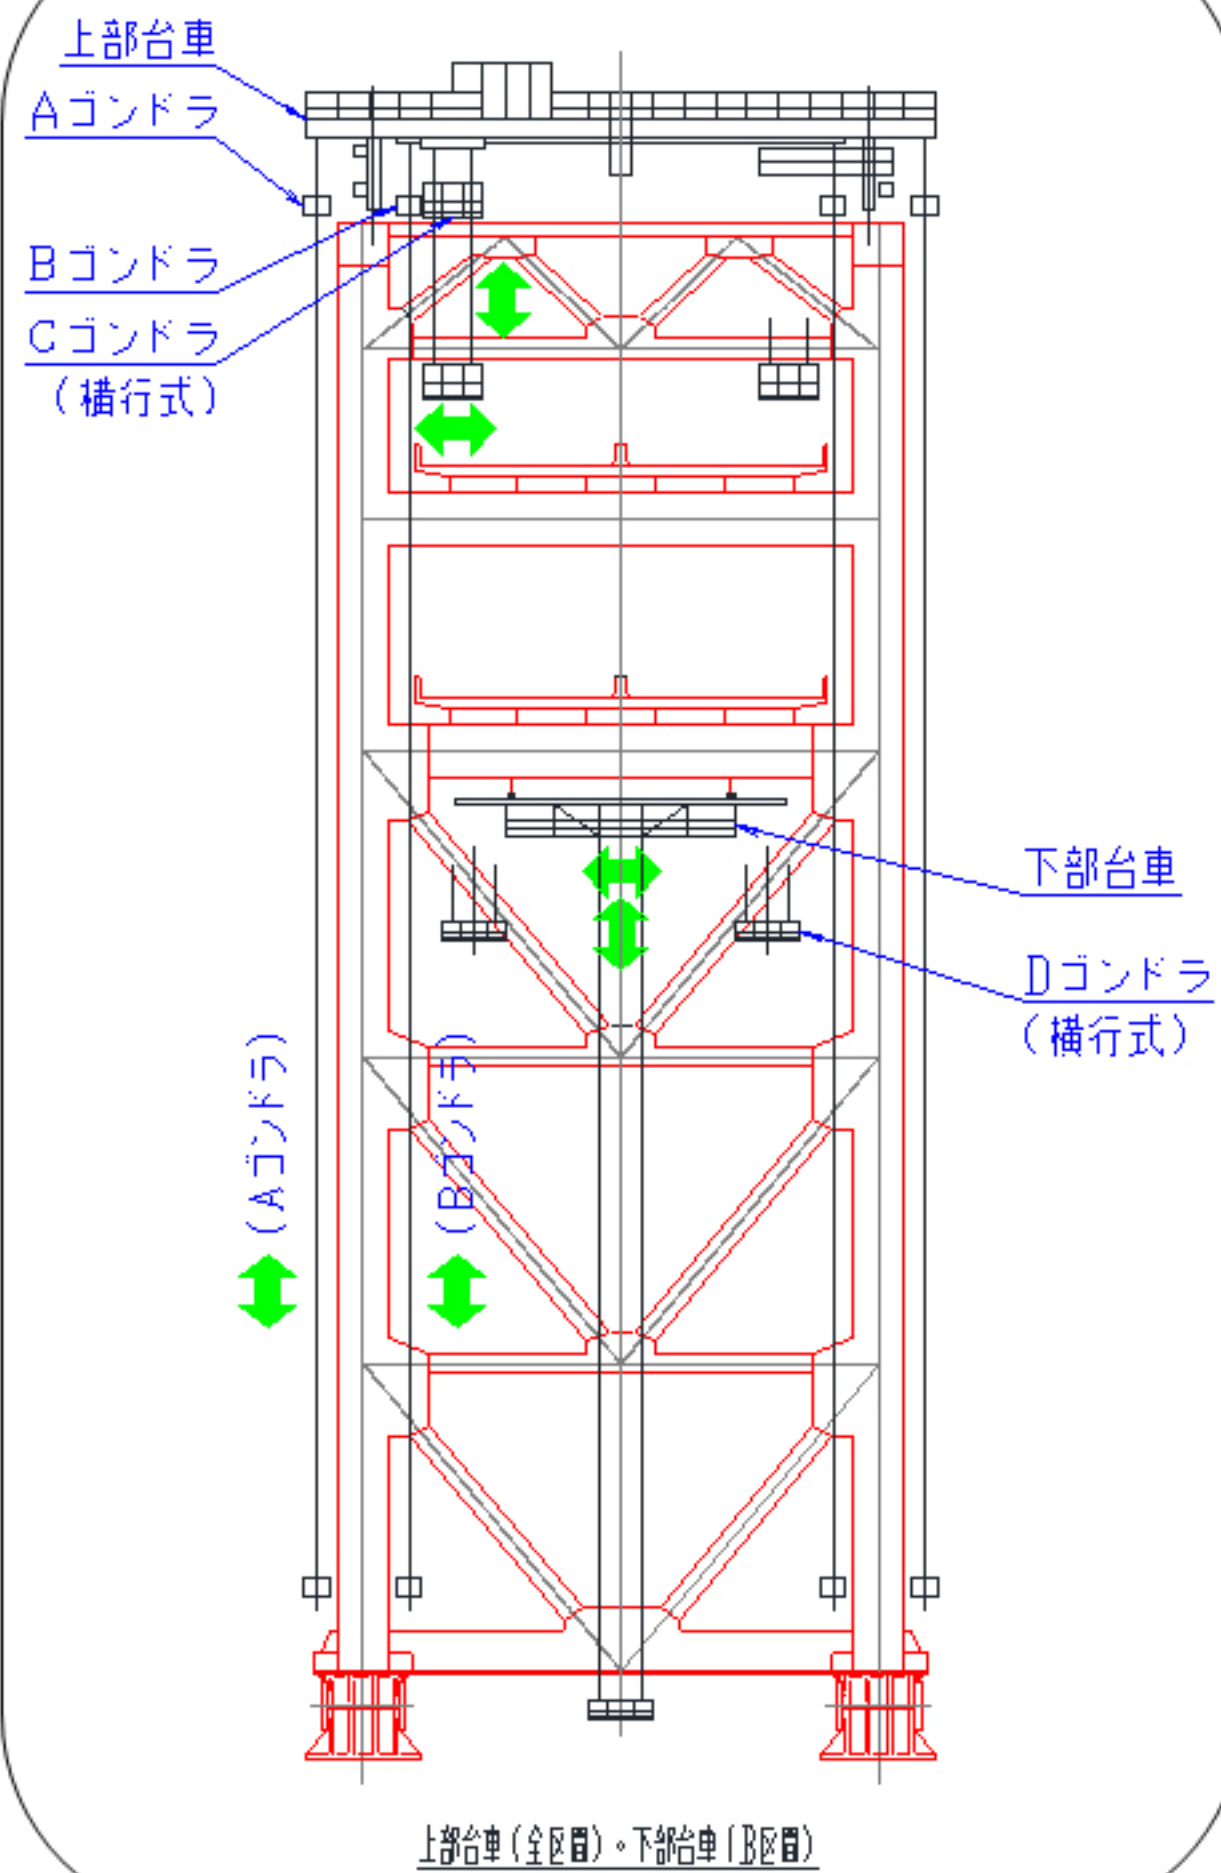 上部台車
Aゴンドラ
Bゴンドラ
Cゴンドラ
(横行式)
下部台車
Dゴンドラ
(横行式)
(Aゴンドラ)
(Bゴンドラ)
上部台車(全区間)。下部台車(B区間)